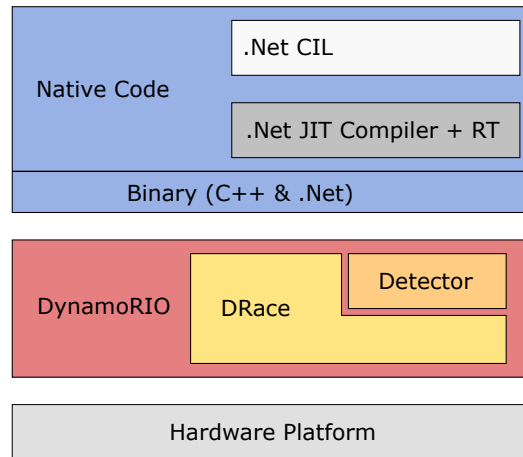 .Net CIL
Native Code
.Net JIT Compiler + RT
Binary (C++ & .Net)
Detector
DynamoRIO
DRace
Hardware Platform